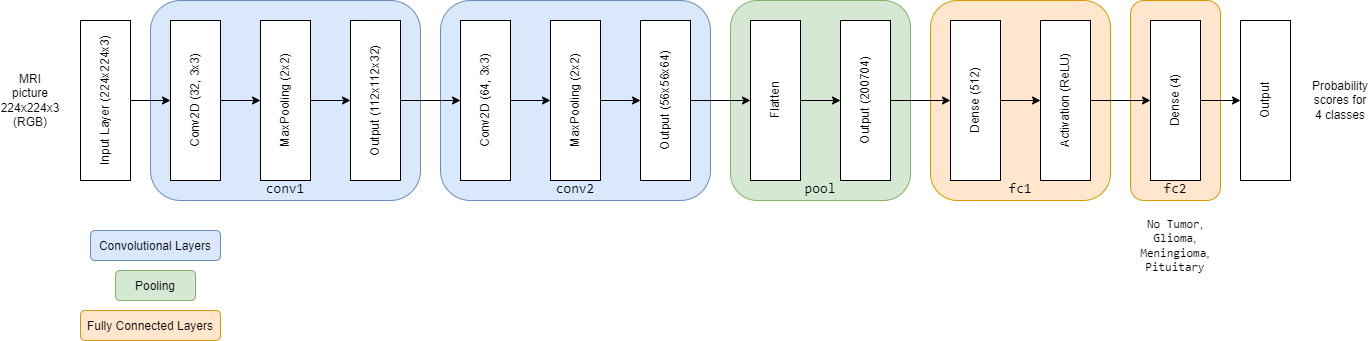 MRI
picture
224x224x3
(RGB)
Input Layer (224x224x3)
Conv2D (32, 3x3)
MaxPooling (2x2)
Output (112x112x32)
conv1
Conv2D (64, 3x3)
MaxPooling (2x2)
Output (56x56x64)
conv2
Flatten
Output (200704)
pool
Dense (512)
Activation (ReLU)
fc1
Dense (4)
fc2
Output
Probability
scores for
4 classes
No Tumor,
Glioma,
Meningioma,
Pituitary
Convolutional Layers
Pooling
Fully Connected Layers